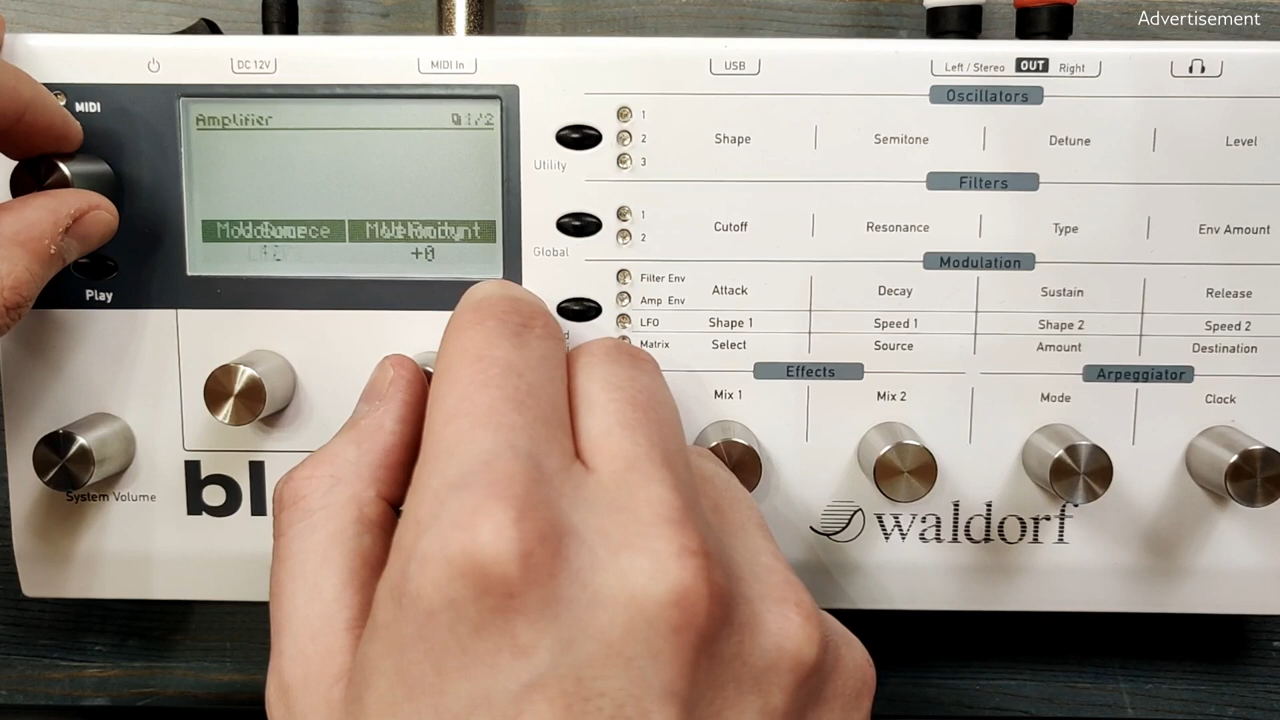 Advertisement
DC 12V
MIDI In
USB
Left / Stereo OUT Right
MIDI
Amplifier 1/2
+0
Play
System Volume
bl
Utility
Global
Oscillators
1
2
3
Shape Semitone Detune Level
Filters
1
2
Cutoff Resonance Type Env Amount
Modulation
Filter Env
Amp Env
LFO
Matrix
Attack Decay Sustain Release
Shape 1 Speed 1 Shape 2 Speed 2
Select Source Amount Destination
Effects Arpeggiator
Mix 1 Mix 2 Mode Clock
waldorf